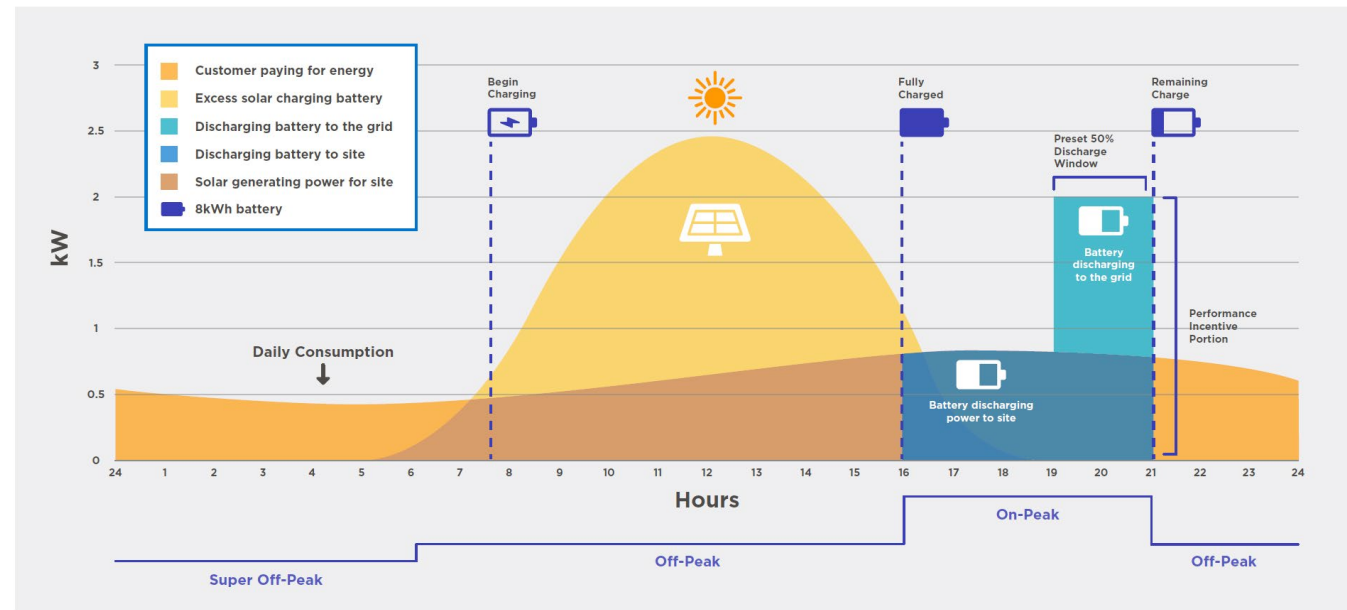 Customer paying for energy
Excess solar charging battery
Discharging battery to the grid
Discharging battery to site
Solar generating power for site
8kWh battery
Begin
Charging
Fully
Charged
Remaining
Charge
Preset 50%
Discharge
Window
kW
3
2.5
2
1.5
1
0.5
0
Daily Consumption
Battery
discharging
to the grid
Performance
Incentive
Portion
Battery discharging
power to site
24 1 2 3 4 5 6 7 8 9 10 11 12 13 14 15 16 17 18 19 20 21 22 23 24
Hours
On-Peak
Super Off-Peak
Off-Peak
Off-Peak